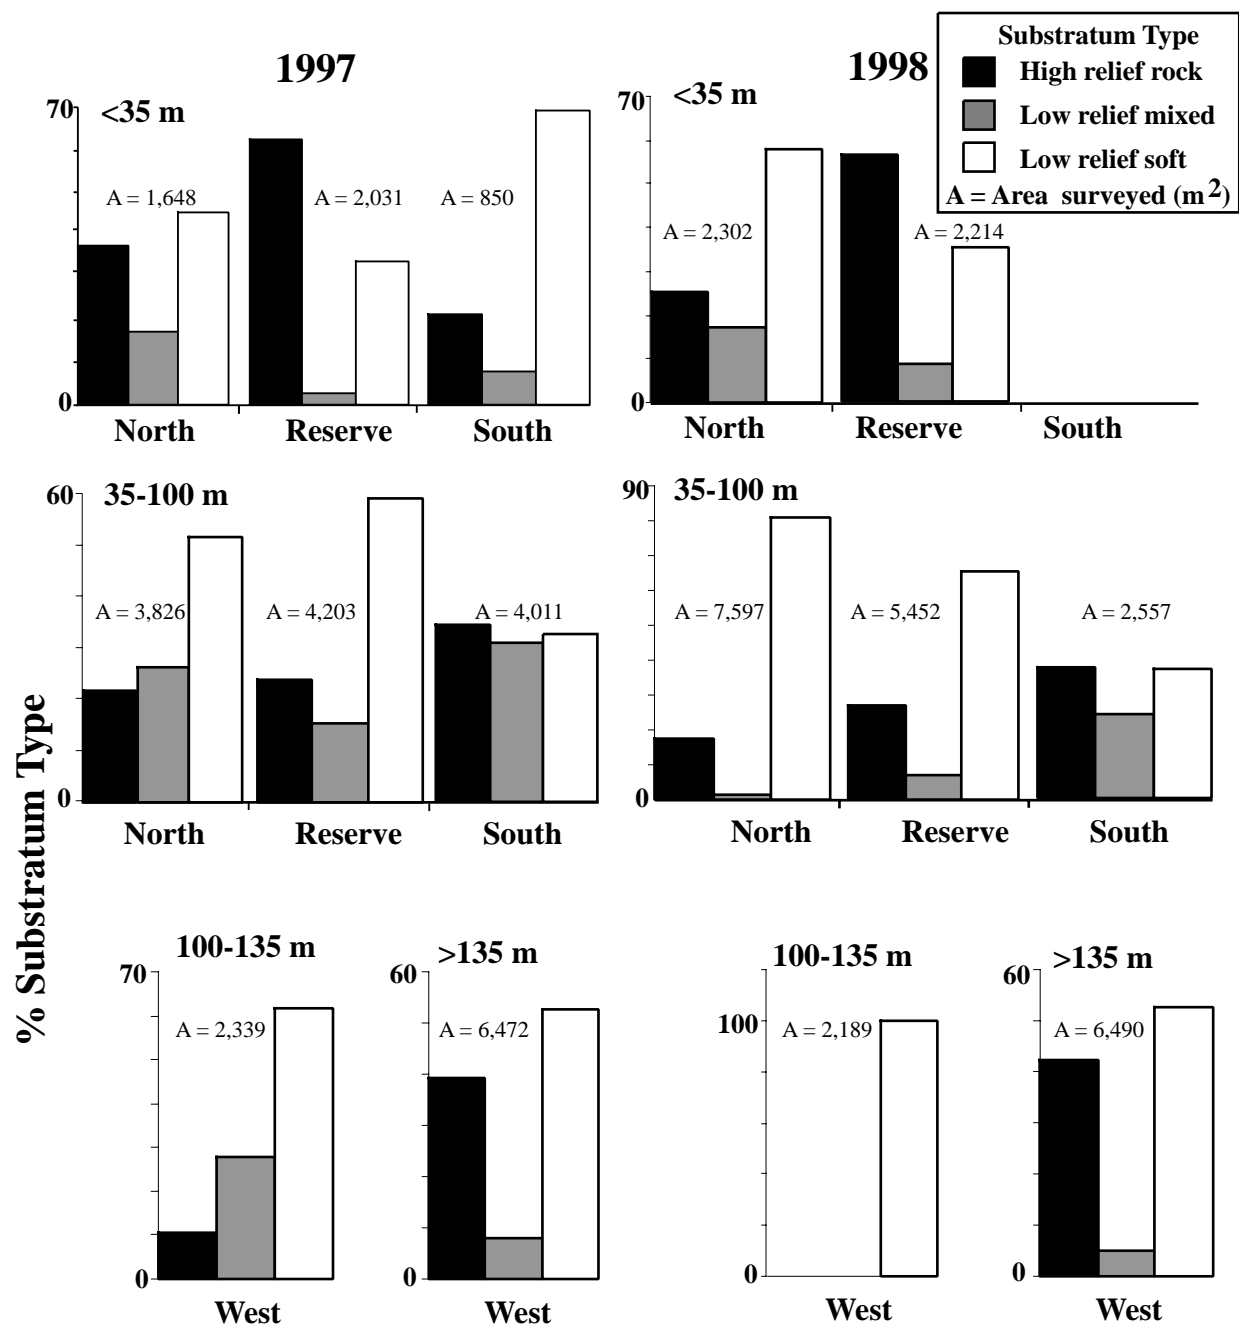 1997
1998
Substratum Type
High relief rock
Low relief mixed
Low relief soft
A = Area surveyed (m2)
% Substratum Type
70
<35 m
A = 1,648
A = 2,031
A = 850
0
North Reserve South
70
<35 m
A = 2,302
A = 2,214
0
North Reserve South
60
35-100 m
A = 3,826
A = 4,203
A = 4,011
0
North Reserve South
90
35-100 m
A = 7,597
A = 5,452
A = 2,557
0
North Reserve South
100-135 m
70
A = 2,339
0
West
>135 m
60
A = 6,472
0
West
100-135 m
100
A = 2,189
0
West
>135 m
60
A = 6,490
0
West